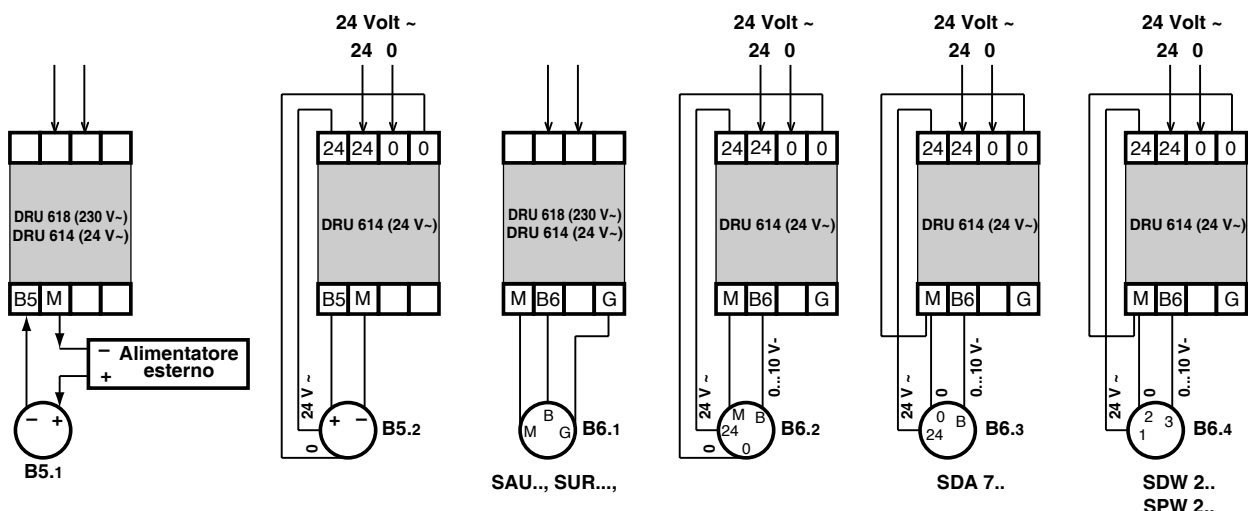 24 Volt ~
24 0
24 Volt ~
24 0
24 Volt ~
24 0
24 Volt ~
24 0
24 24 0 0
24 24 0 0
24 24 0 0
24 24 0 0
DRU 618 (230 V~)
DRU 614 (24 V~)
DRU 614 (24 V~)
DRU 618 (230 V~)
DRU 614 (24 V~)
DRU 614 (24 V~)
DRU 614 (24 V~)
DRU 614 (24 V~)
B5 M
B5 M
M B6 G
M B6 G
M B6 G
M B6 G
– Alimentatore
+ esterno
– +
B5.1
24 V ~
0
+ –
B5.2
M B G
B6.1
SAU.., SUR...,
24 V ~
0...10 V-
M B
24
0
B6.2
24 V ~
0
0...10 V-
0
24 B
B6.3
SDA 7..
24 V ~
0
0...10 V-
2
1 3
B6.4
SDW 2..
SPW 2..